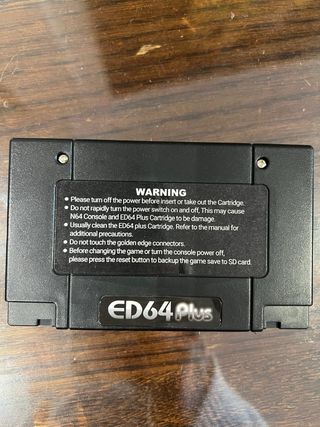 WARNING
● Please turn off the power before insert or take out the Cartridge.
● Do not rapidly turn the power switch on and off, This may cause
N64 Console and ED64 Plus Cartridge to be damage.
● Usually clean the ED64 plus Cartridge. Refer to the manual for
additional precautions.
● Do not touch the golden edge connectors.
● Before changing the game or turn the console power off,
please press the reset button to backup the game save to SD card.
ED64 Plus